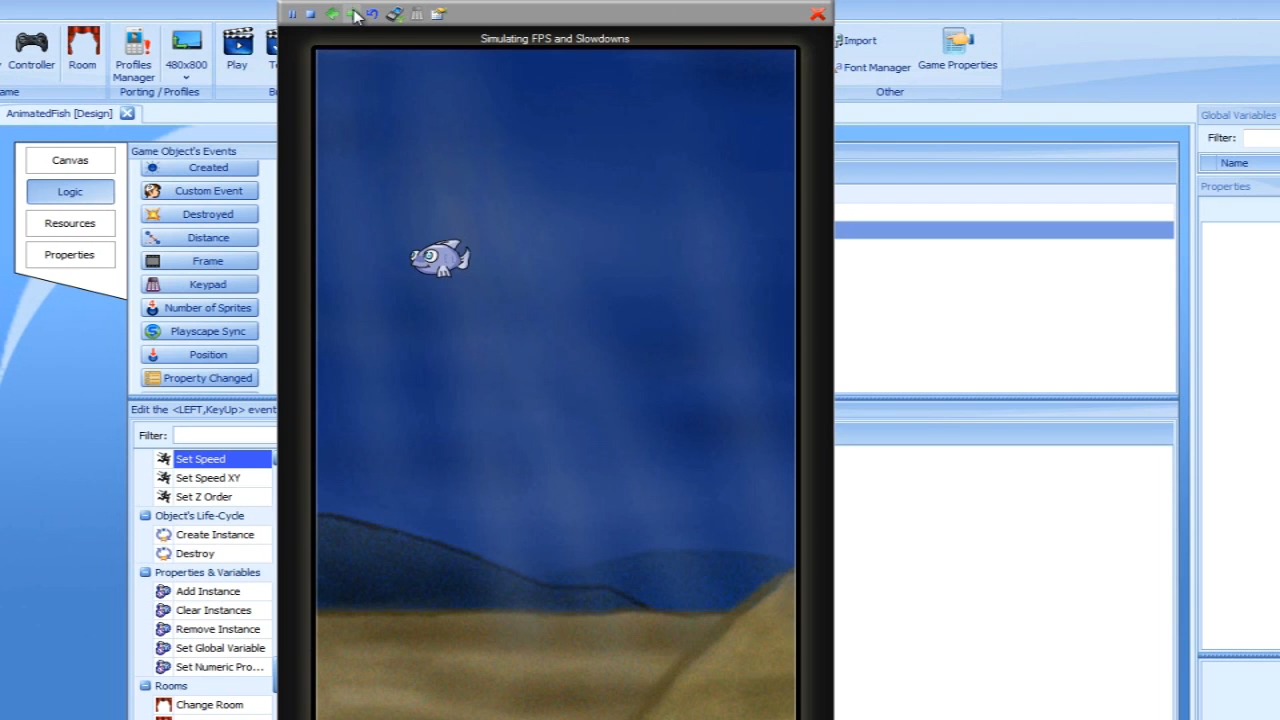 Simulating FPS and Slowdowns
Controller
Room
Profiles
Manager
480x800
Play
Import
Font Manager
Game Properties
Porting / Profiles
Other
AnimatedFish [Design]
Global Variables
Filter:
Name
Properties
Canvas
Logic
Resources
Properties
Game Object's Events
Created
Custom Event
Destroyed
Distance
Frame
Keypad
Number of Sprites
Playscape Sync
Position
Property Changed
Edit the <LEFT,KeyUp> event
Filter:
Set Speed
Set Speed XY
Set Z Order
Object's Life-Cycle
Create Instance
Destroy
Properties & Variables
Add Instance
Clear Instances
Remove Instance
Set Global Variable
Set Numeric Pro...
Rooms
Change Room